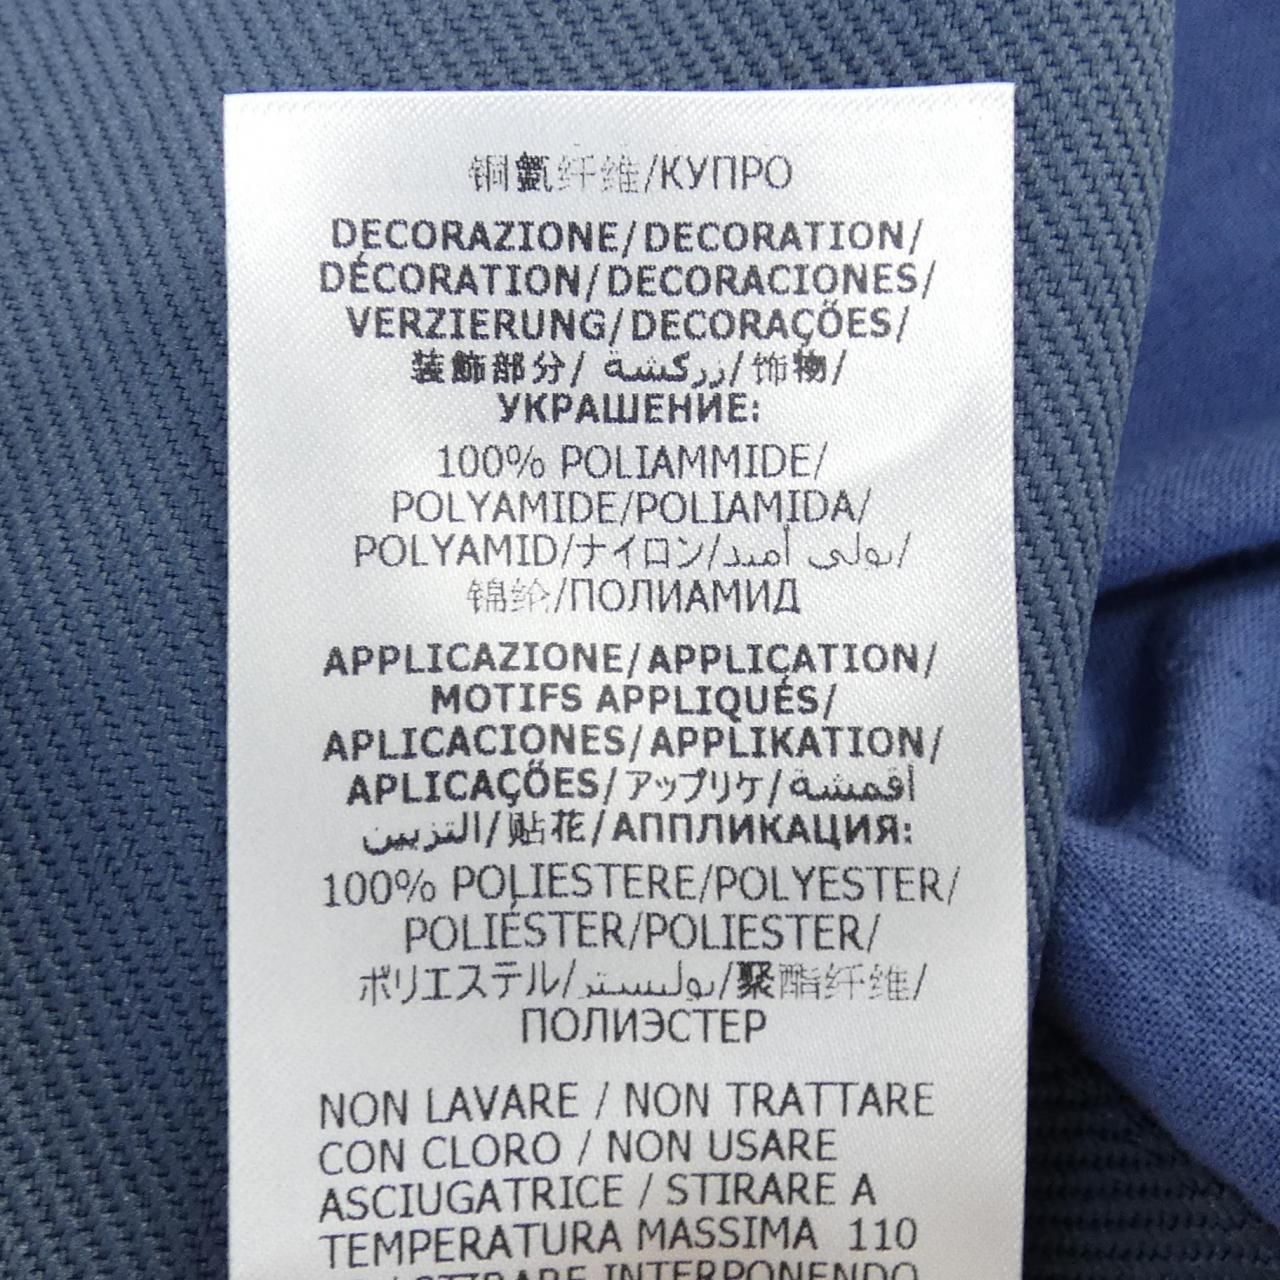 铜氨纤维/КУПРО
DECORAZIONE/DECORATION/
DÉCORATION/DECORACIONES/
VERZIERUNG/DECORAÇÕES/
装飾部分/ زركشة/饰物/
УКРАШЕНИЕ:
100% POLIAMMIDE/
POLYAMIDE/POLIAMIDA/
POLYAMID/ナイロン/بولي أميد/
锦纶/ПОЛИАМИД
APPLICAZIONE/APPLICATION/
MOTIFS APPLIQUÉS/
APLICACIONES/APPLIKATION/
APLICAÇÕES/アップリケ/أقمشة
التزيين/贴花/АППЛИКАЦИЯ:
100% POLIESTERE/POLYESTER/
POLIÉSTER/POLIESTER/
ポリエステル/بوليستر/聚酯纤维/
ПОЛИЭСТЕР
NON LAVARE / NON TRATTARE
CON CLORO / NON USARE
ASCIUGATRICE / STIRARE A
TEMPERATURA MASSIMA 110
/ STIRARE INTERPONENDO